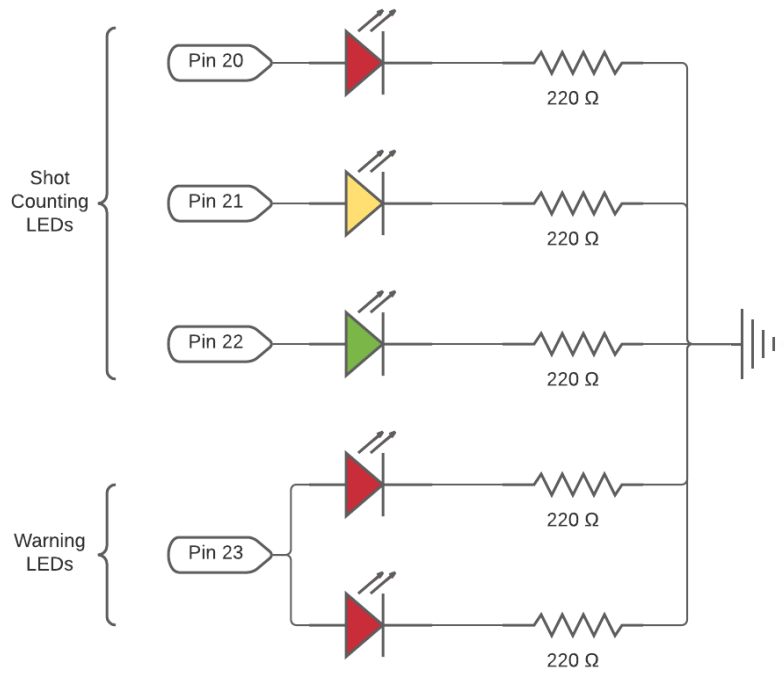 Pin 20
220 Ω
Shot
Counting
LEDs
Pin 21
220 Ω
Pin 22
220 Ω
Warning
LEDs
Pin 23
220 Ω
220 Ω